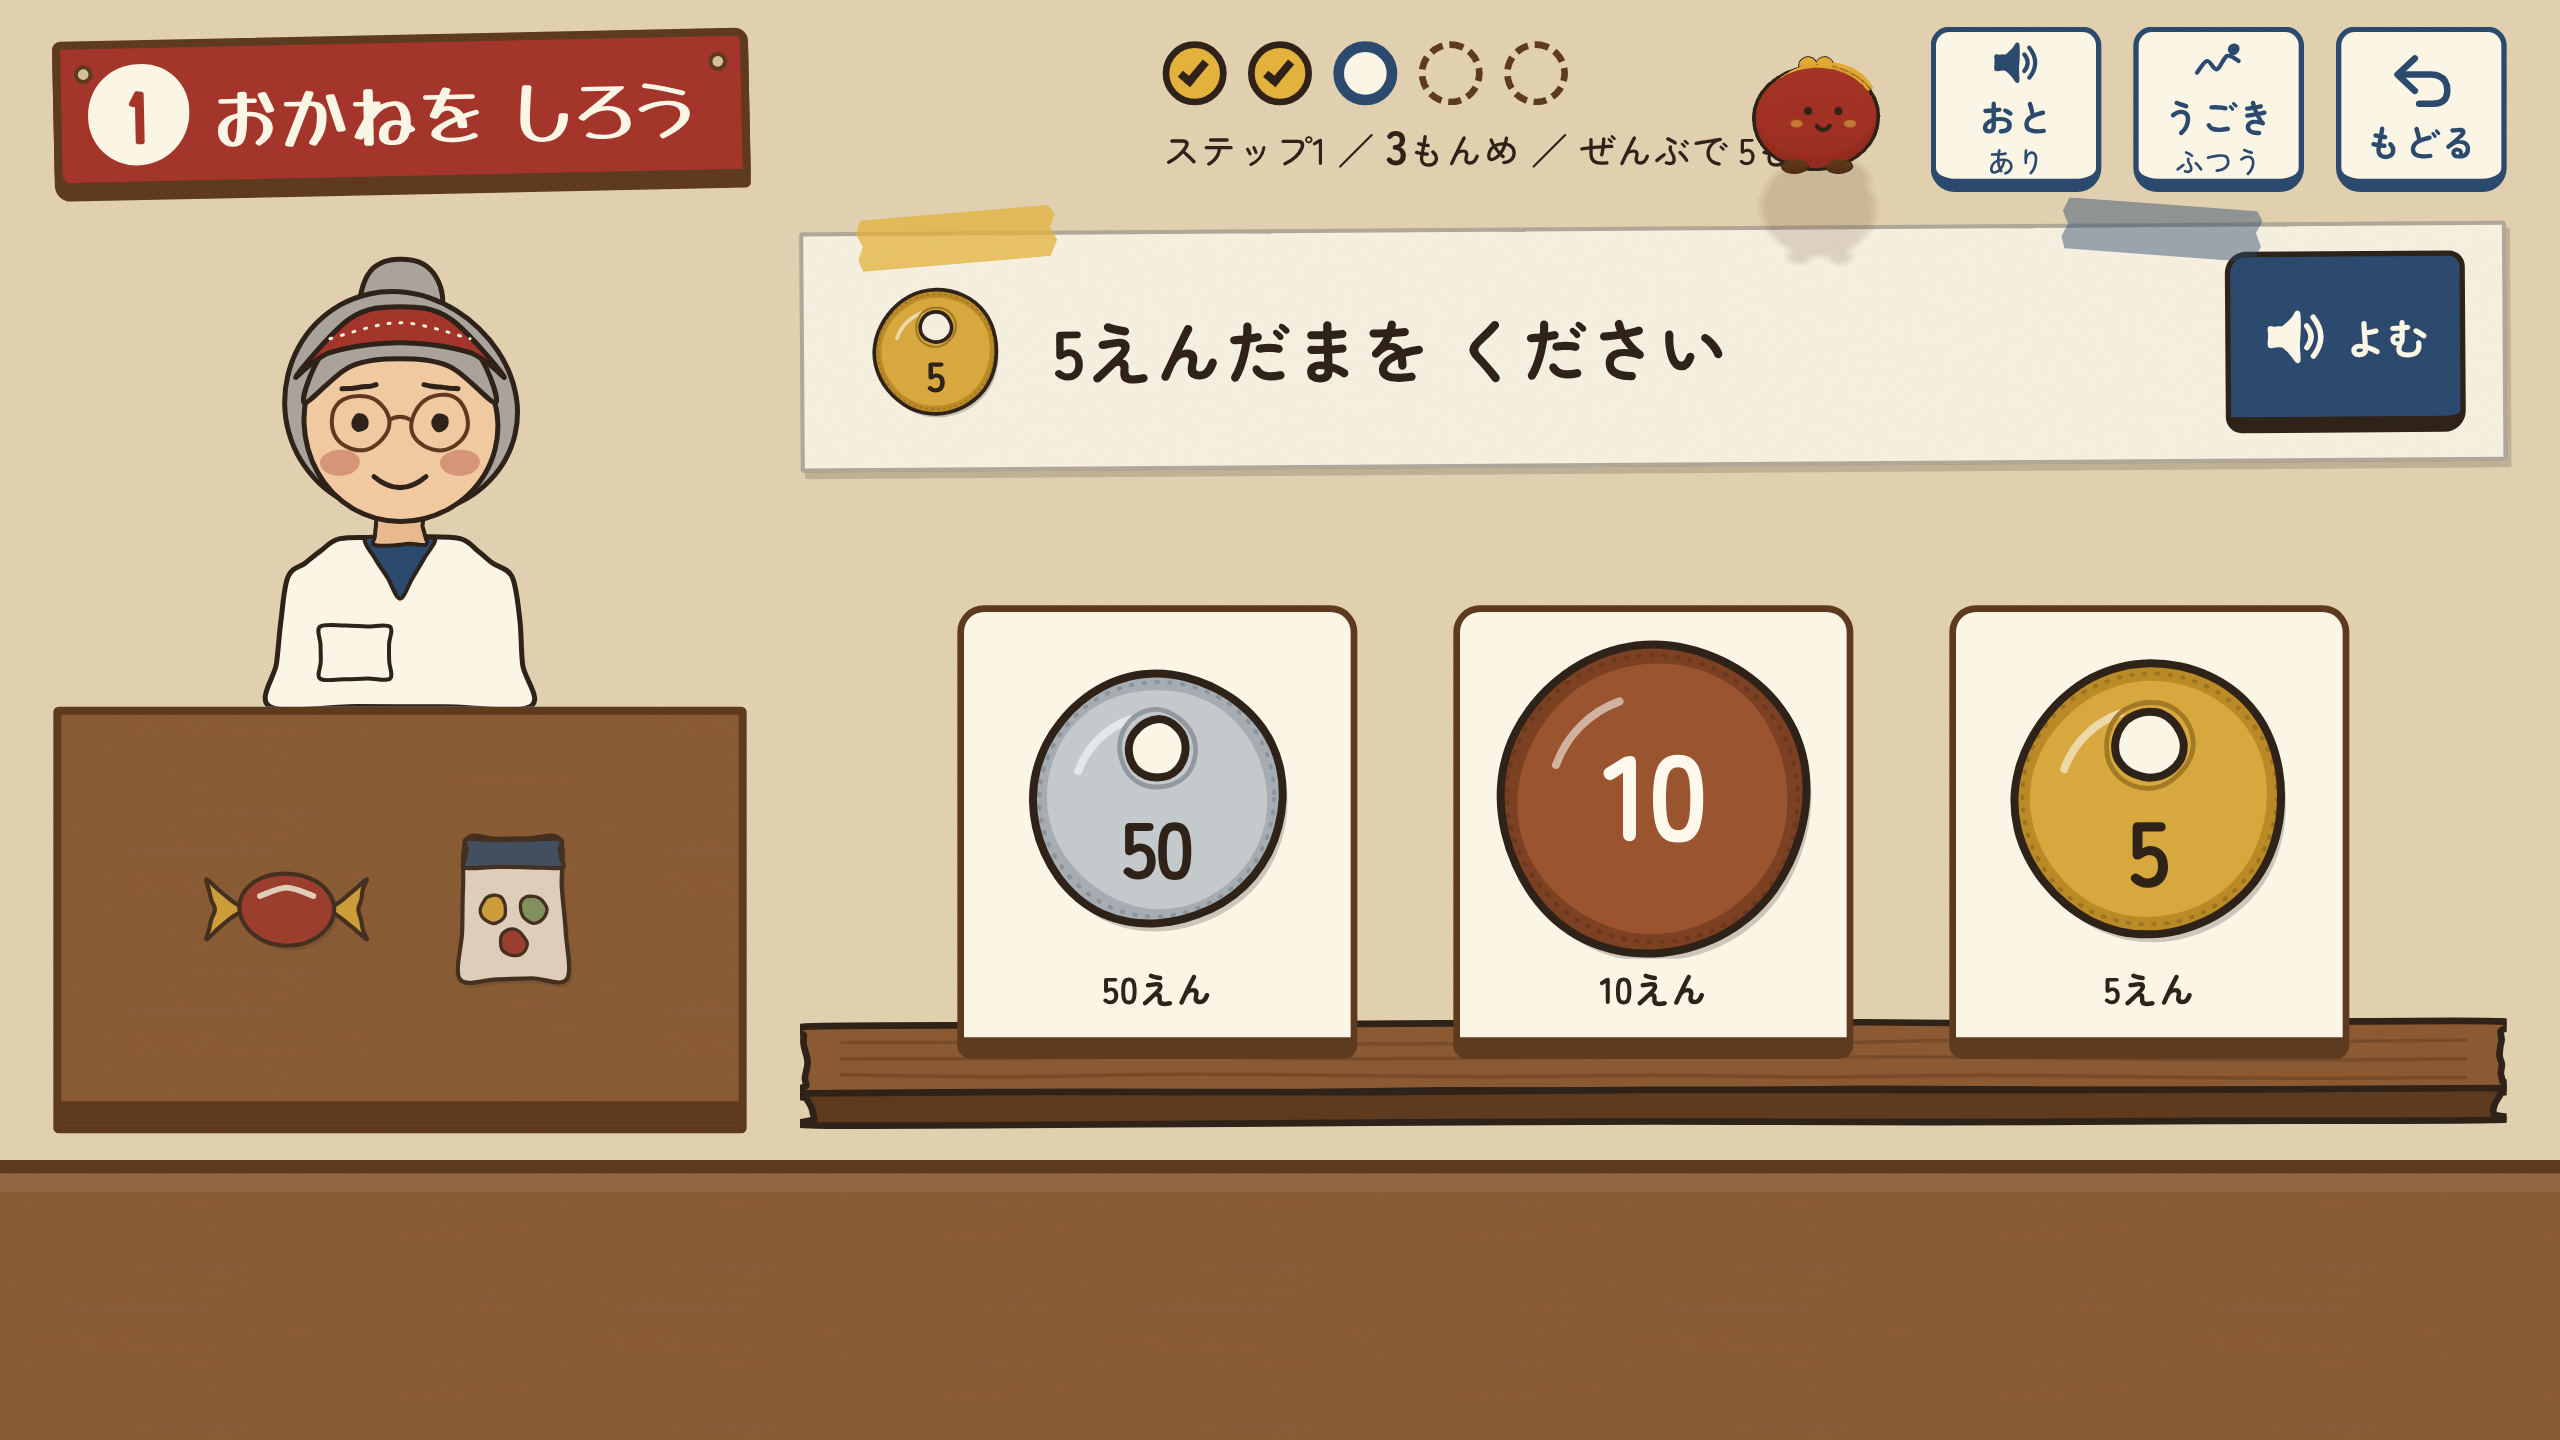 1 おかねを しろう
ステップ1 ／ 3もんめ ／ ぜんぶで 5
おと
あり
うごき
ふつう
もどる
5
5えんだまを ください
よむ
50
50えん
10
10えん
5
5えん